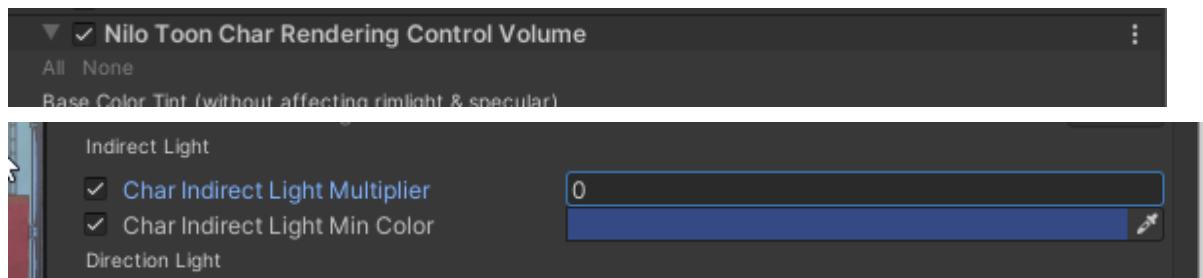 Nilo Toon Char Rendering Control Volume
All None
Base Color Tint (without affecting rimlight & specular)
Indirect Light
Char Indirect Light Multiplier 0
Char Indirect Light Min Color
Direction Light